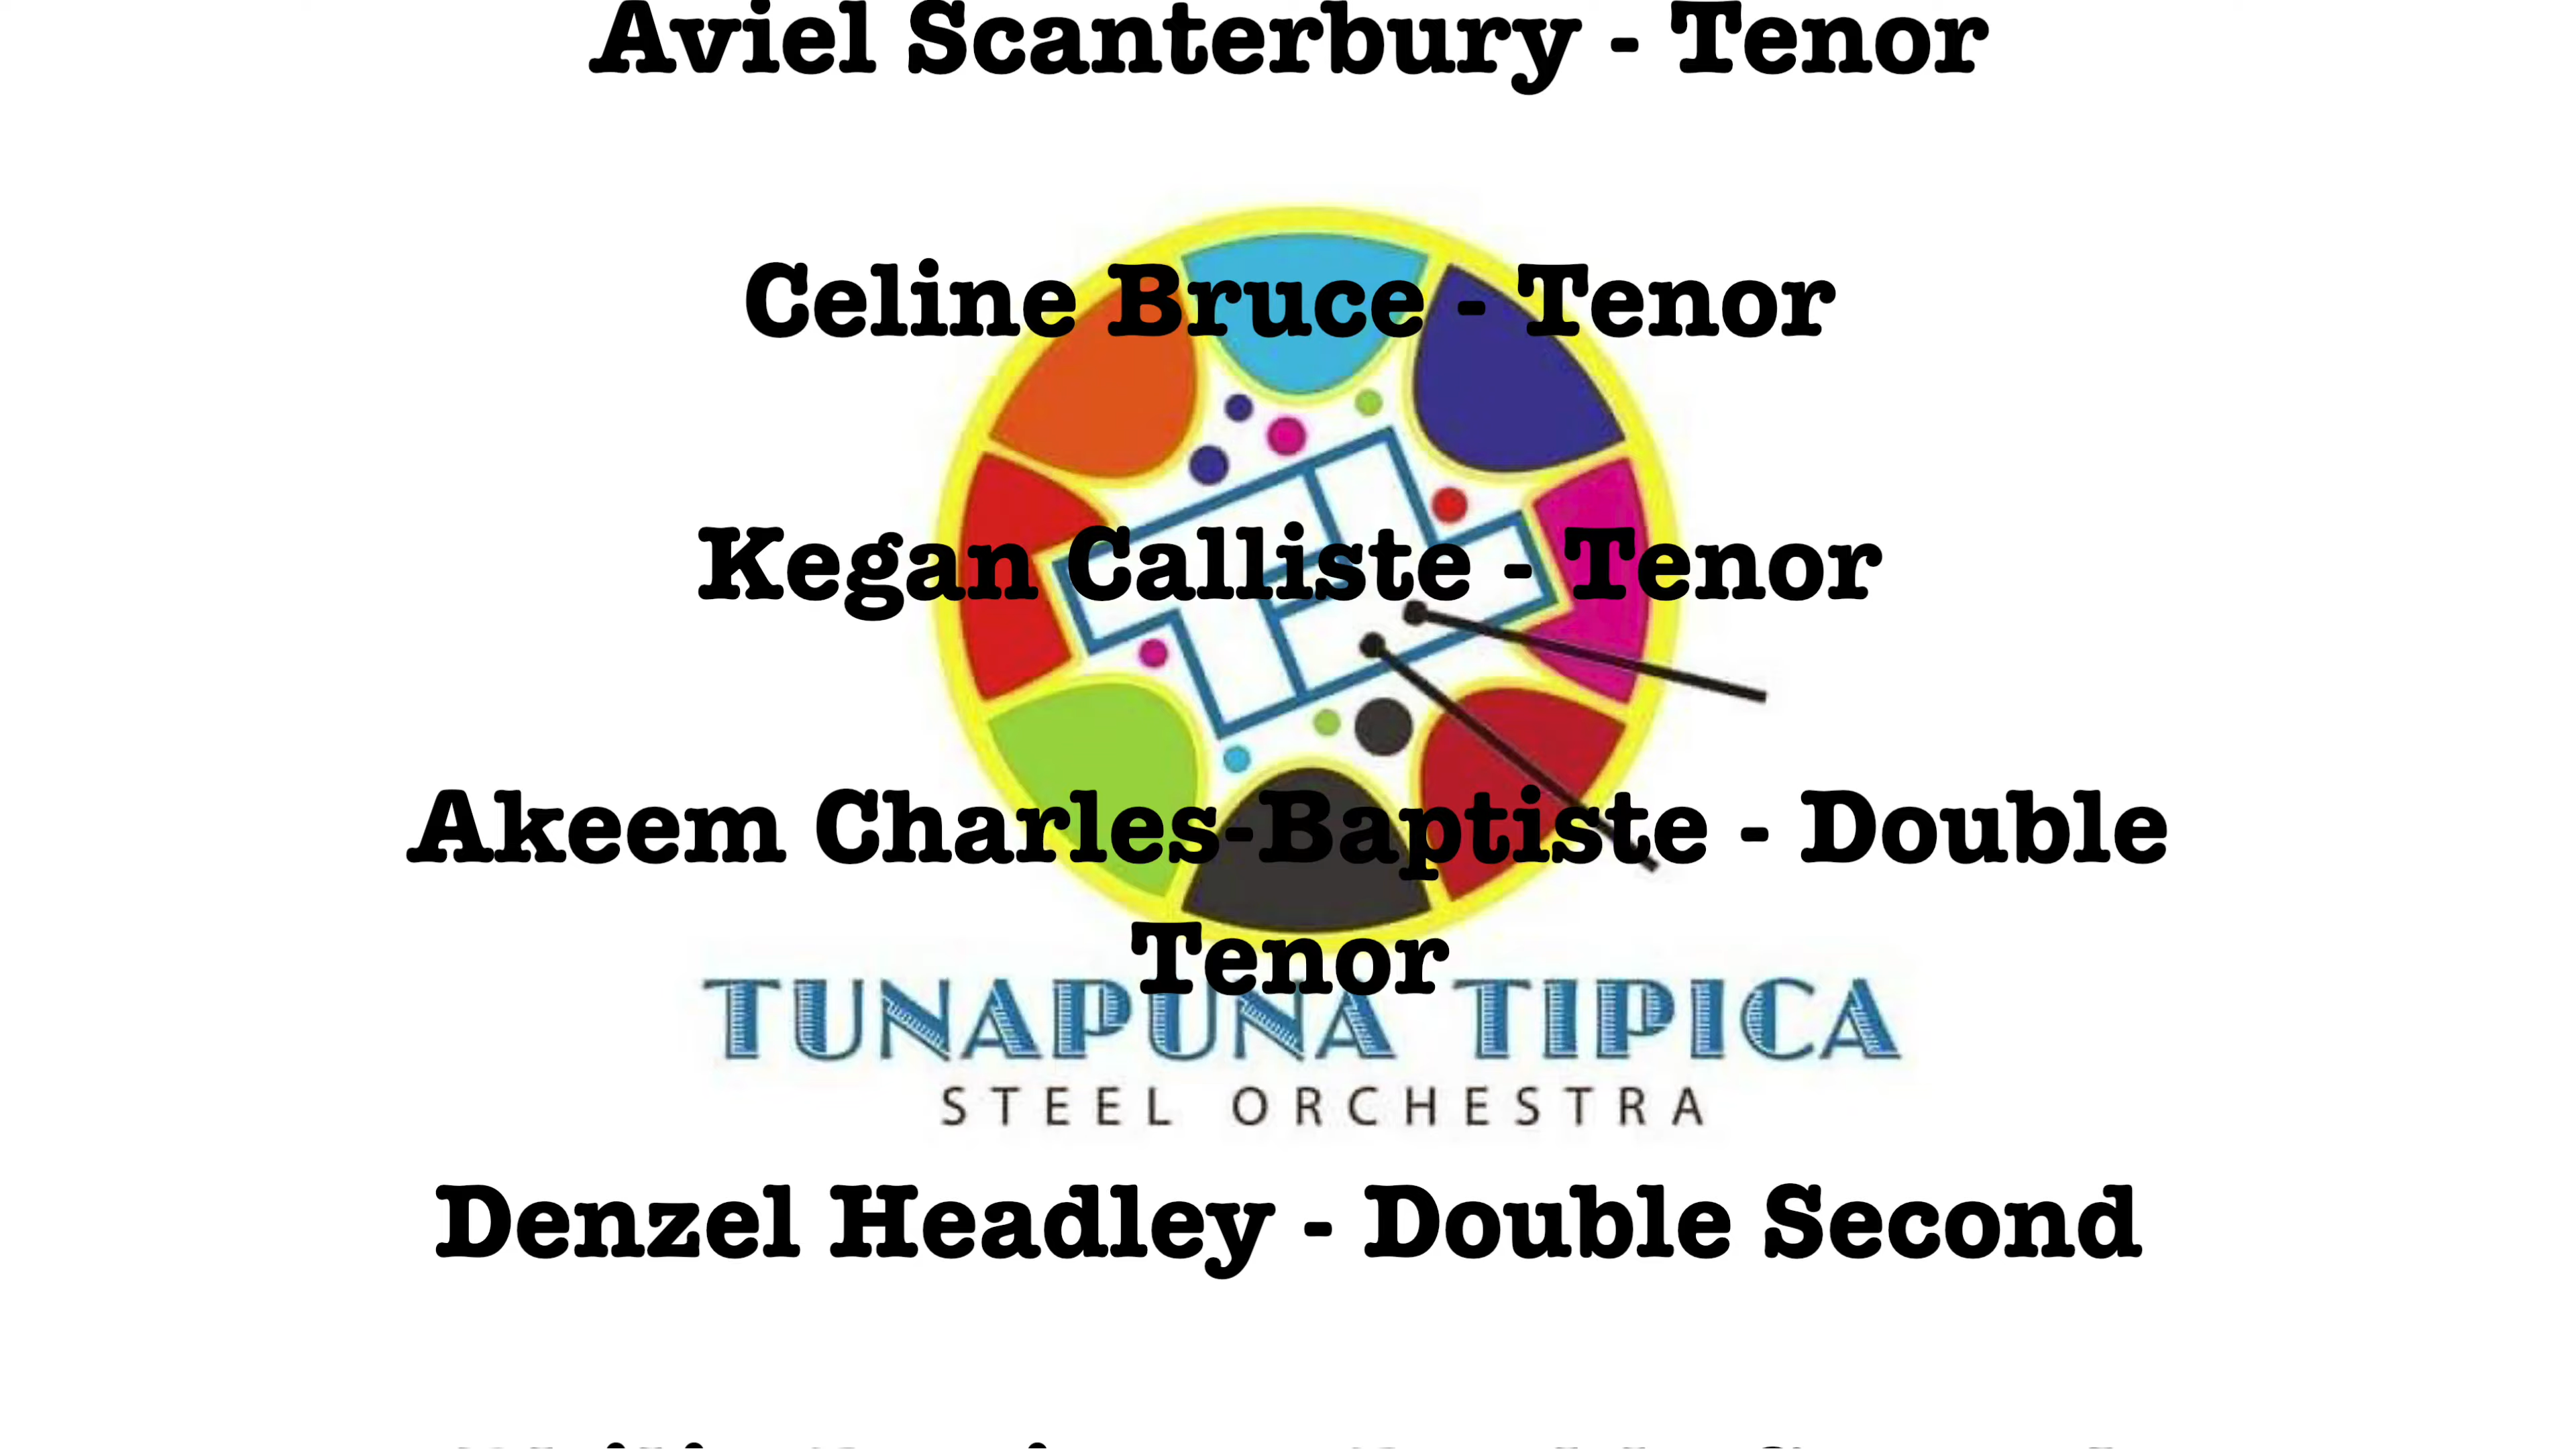 Aviel Scanterbury - Tenor
Celine Bruce - Tenor
Kegan Calliste - Tenor
Akeem Charles-Baptiste - Double
Tenor
TUNAPUNA TIPICA
STEEL ORCHESTRA
Denzel Headley - Double Second